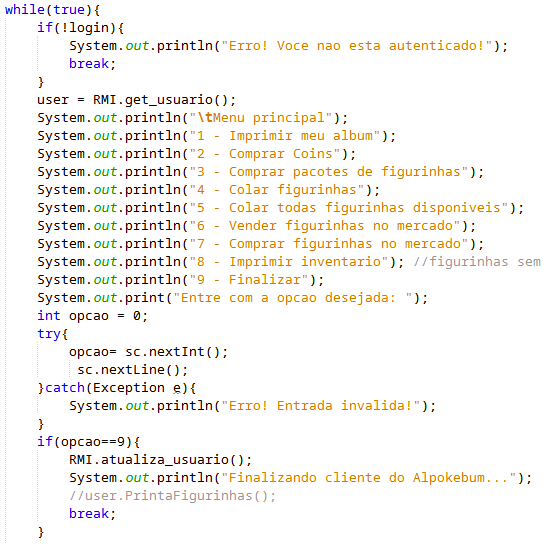 while(true){
if(!login){
System.out.println("Erro! Voce nao esta autenticado!");
break;
}
user = RMI.get_usuario();
System.out.println("\tMenu principal");
System.out.println("1 - Imprimir meu album");
System.out.println("2 - Comprar Coins");
System.out.println("3 - Comprar pacotes de figurinhas");
System.out.println("4 - Colar figurinhas");
System.out.println("5 - Colar todas figurinhas disponiveis");
System.out.println("6 - Vender figurinhas no mercado");
System.out.println("7 - Comprar figurinhas no mercado");
System.out.println("8 - Imprimir inventario"); //figurinhas sem
System.out.println("9 - Finalizar");
System.out.print("Entre com a opcao desejada: ");
int opcao = 0;
try{
opcao= sc.nextInt();
sc.nextLine();
}catch(Exception e){
System.out.println("Erro! Entrada invalida!");
}
if(opcao==9){
RMI.atualiza_usuario();
System.out.println("Finalizando cliente do Alpokebum...");
//user.PrintaFigurinhas();
break;
}